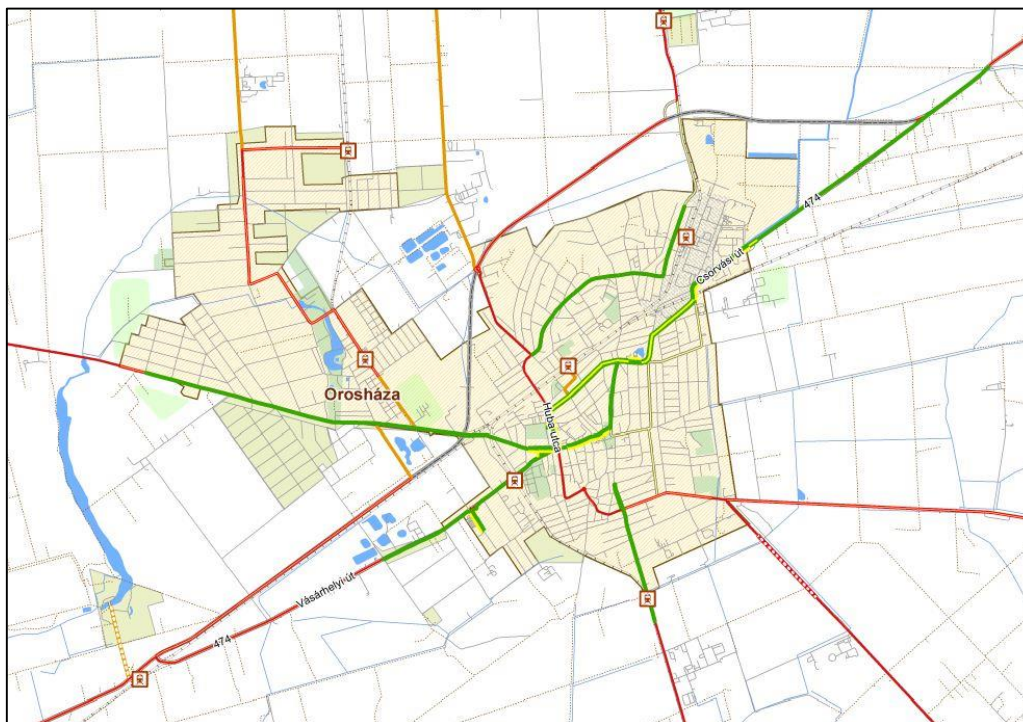 474
Csorvási út
Orosháza
Huba utca
Vásárhelyi út
474